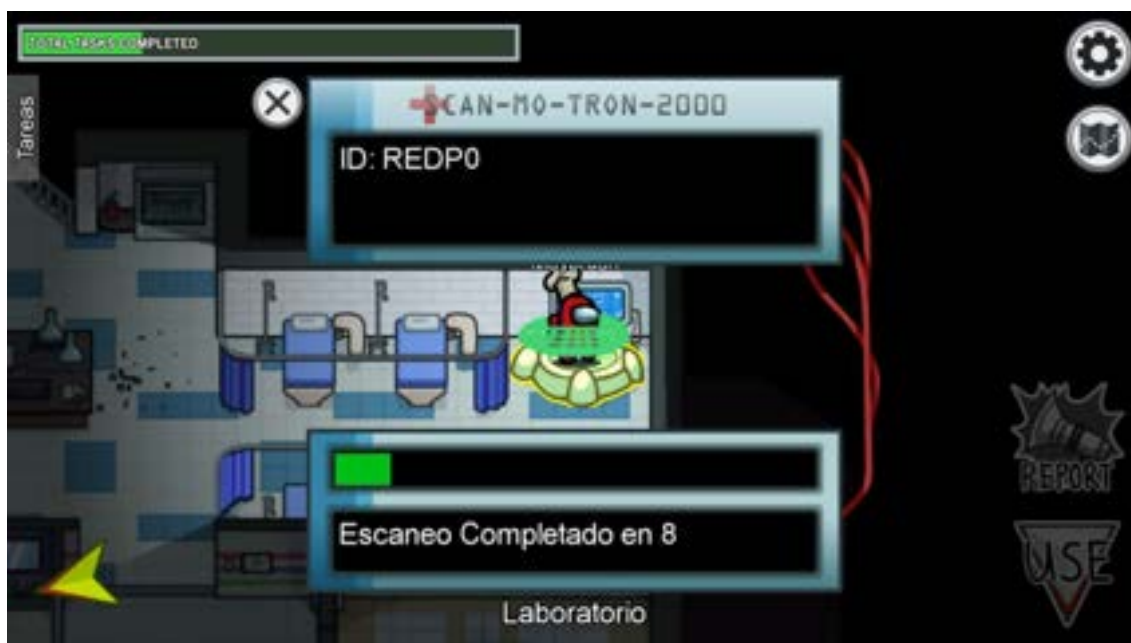 TOTAL TASKS COMPLETED
Tareas
SCAN-MO-TRON-2000
ID: REDP0
REPORT
Escaneo Completado en 8
USE
Laboratorio